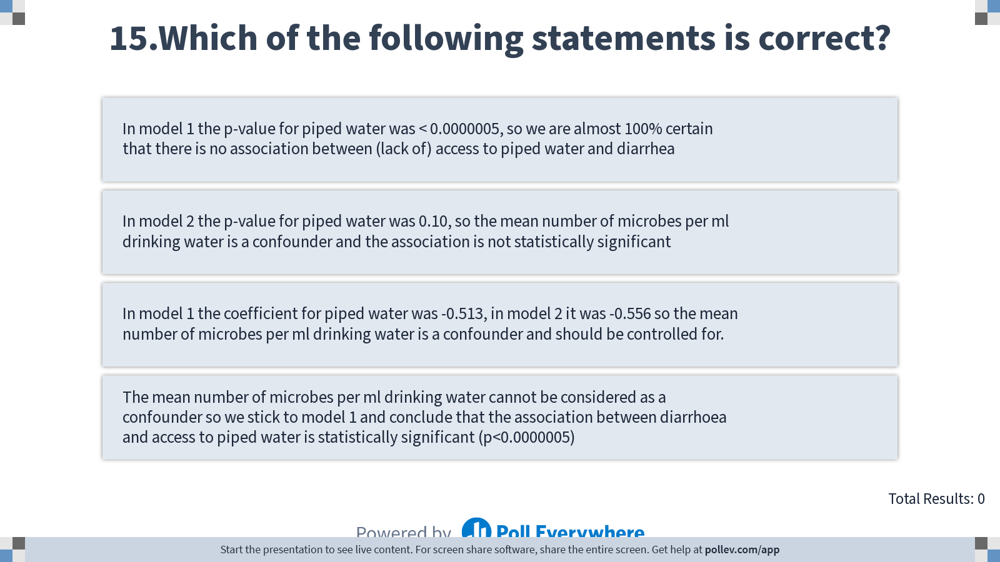 15.Which of the following statements is correct?
In model 1 the p-value for piped water was < 0.0000005, so we are almost 100% certain
that there is no association between (lack of) access to piped water and diarrhea
In model 2 the p-value for piped water was 0.10, so the mean number of microbes per ml
drinking water is a confounder and the association is not statistically significant
In model 1 the coefficient for piped water was -0.513, in model 2 it was -0.556 so the mean
number of microbes per ml drinking water is a confounder and should be controlled for.
The mean number of microbes per ml drinking water cannot be considered as a
confounder so we stick to model 1 and conclude that the association between diarrhoea
and access to piped water is statistically significant (p<0.0000005)
Total Results: 0
Powered by Poll Everywhere
Start the presentation to see live content. For screen share software, share the entire screen. Get help at pollev.com/app